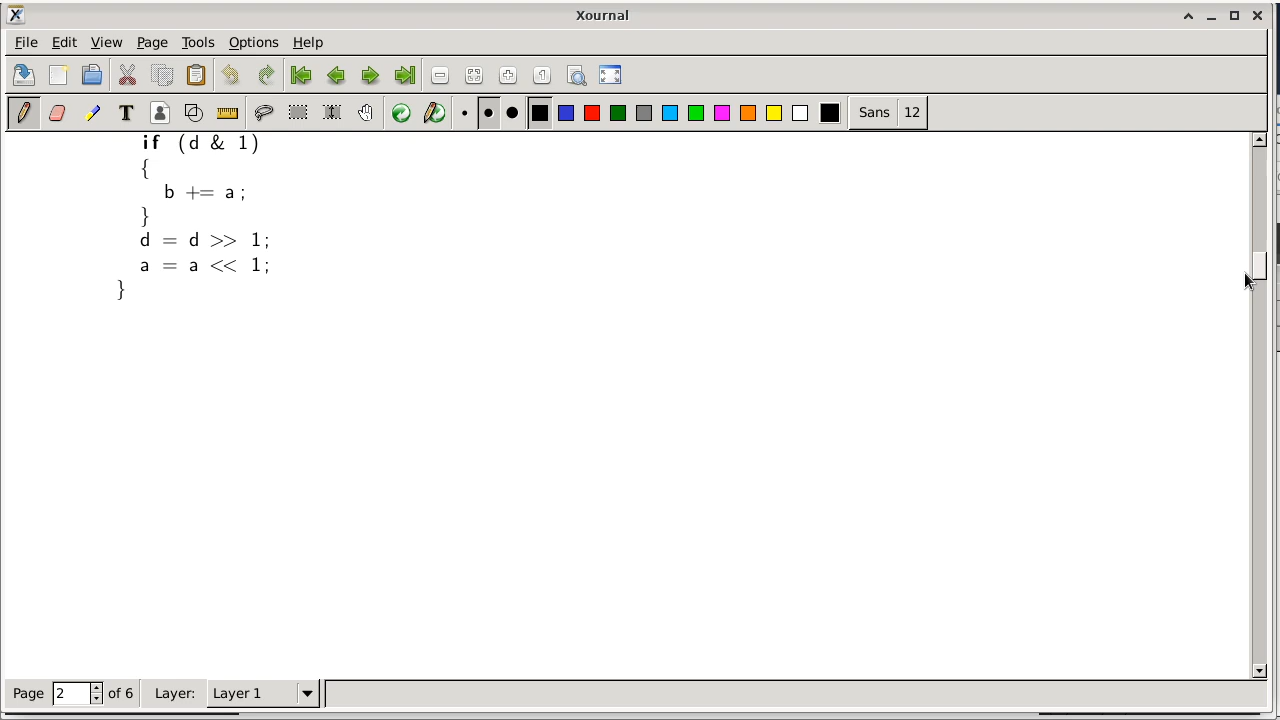 Xournal
File Edit View Page Tools Options Help
Sans 12
if (d & 1)
{
b += a;
}
d = d >> 1;
a = a << 1;
}
Page 2 of 6 Layer: Layer 1